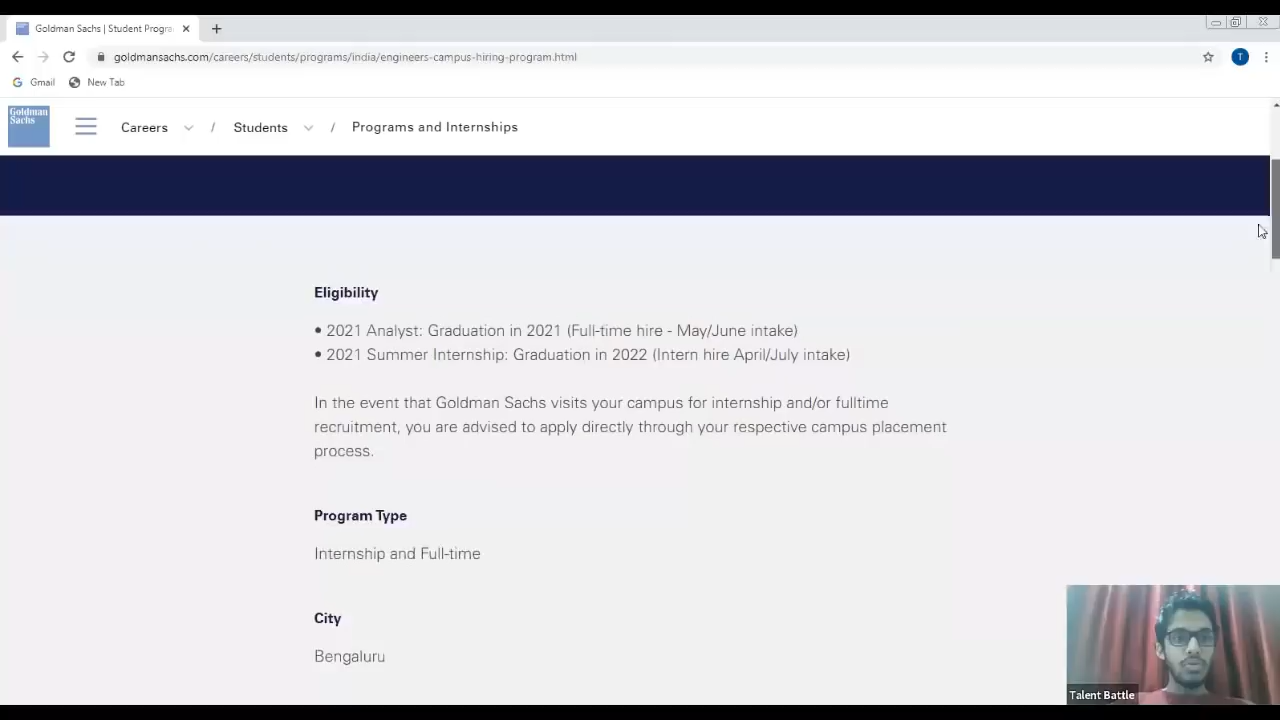 Goldman Sachs | Student Progra
goldmansachs.com/careers/students/programs/india/engineers-campus-hiring-program.html
T
G Gmail
New Tab
Goldman
Sachs
Careers / Students / Programs and Internships
Eligibility
• 2021 Analyst: Graduation in 2021 (Full-time hire - May/June intake)
• 2021 Summer Internship: Graduation in 2022 (Intern hire April/July intake)
In the event that Goldman Sachs visits your campus for internship and/or fulltime
recruitment, you are advised to apply directly through your respective campus placement
process.
Program Type
Internship and Full-time
City
Bengaluru
Talent Battle